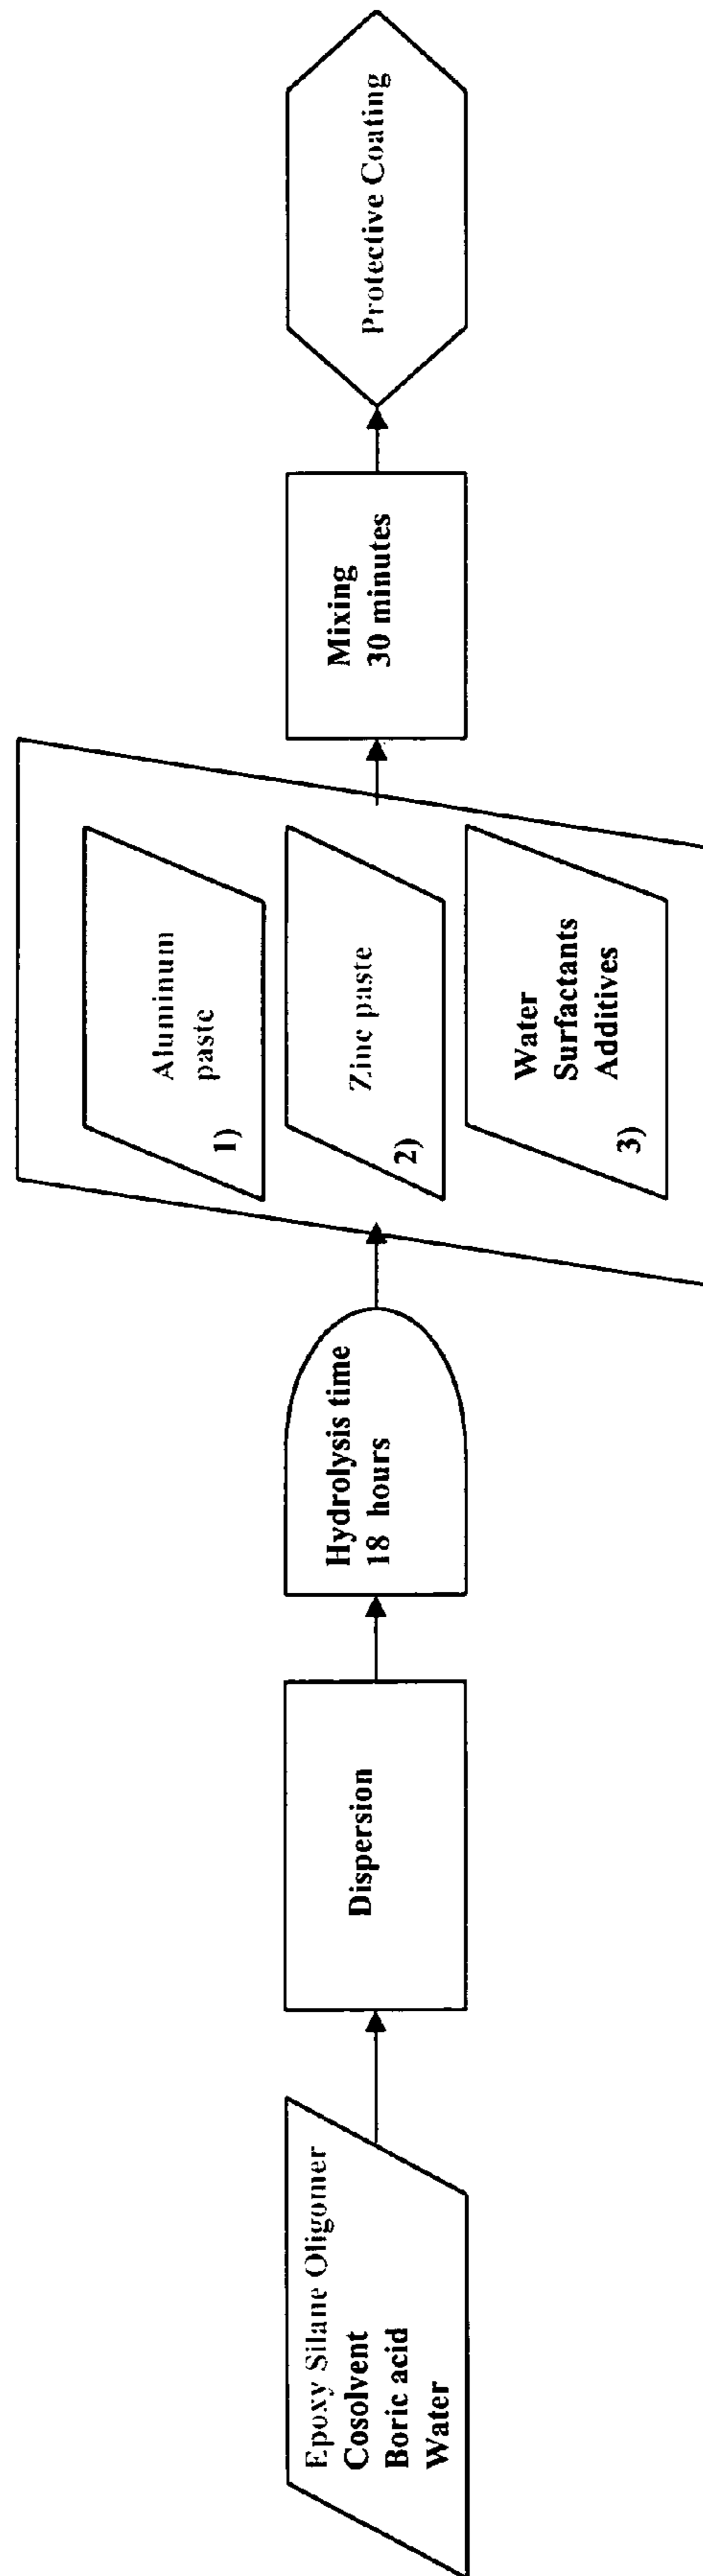 Epoxy Silane Oligomer
Cosolvent
Boric acid
Water
Dispersion
Hydrolysis time
18 hours
Aluminum
paste
1)
Zinc paste
2)
Water
Surfactants
Additives
3)
Mixing
30 minutes
Protective Coating